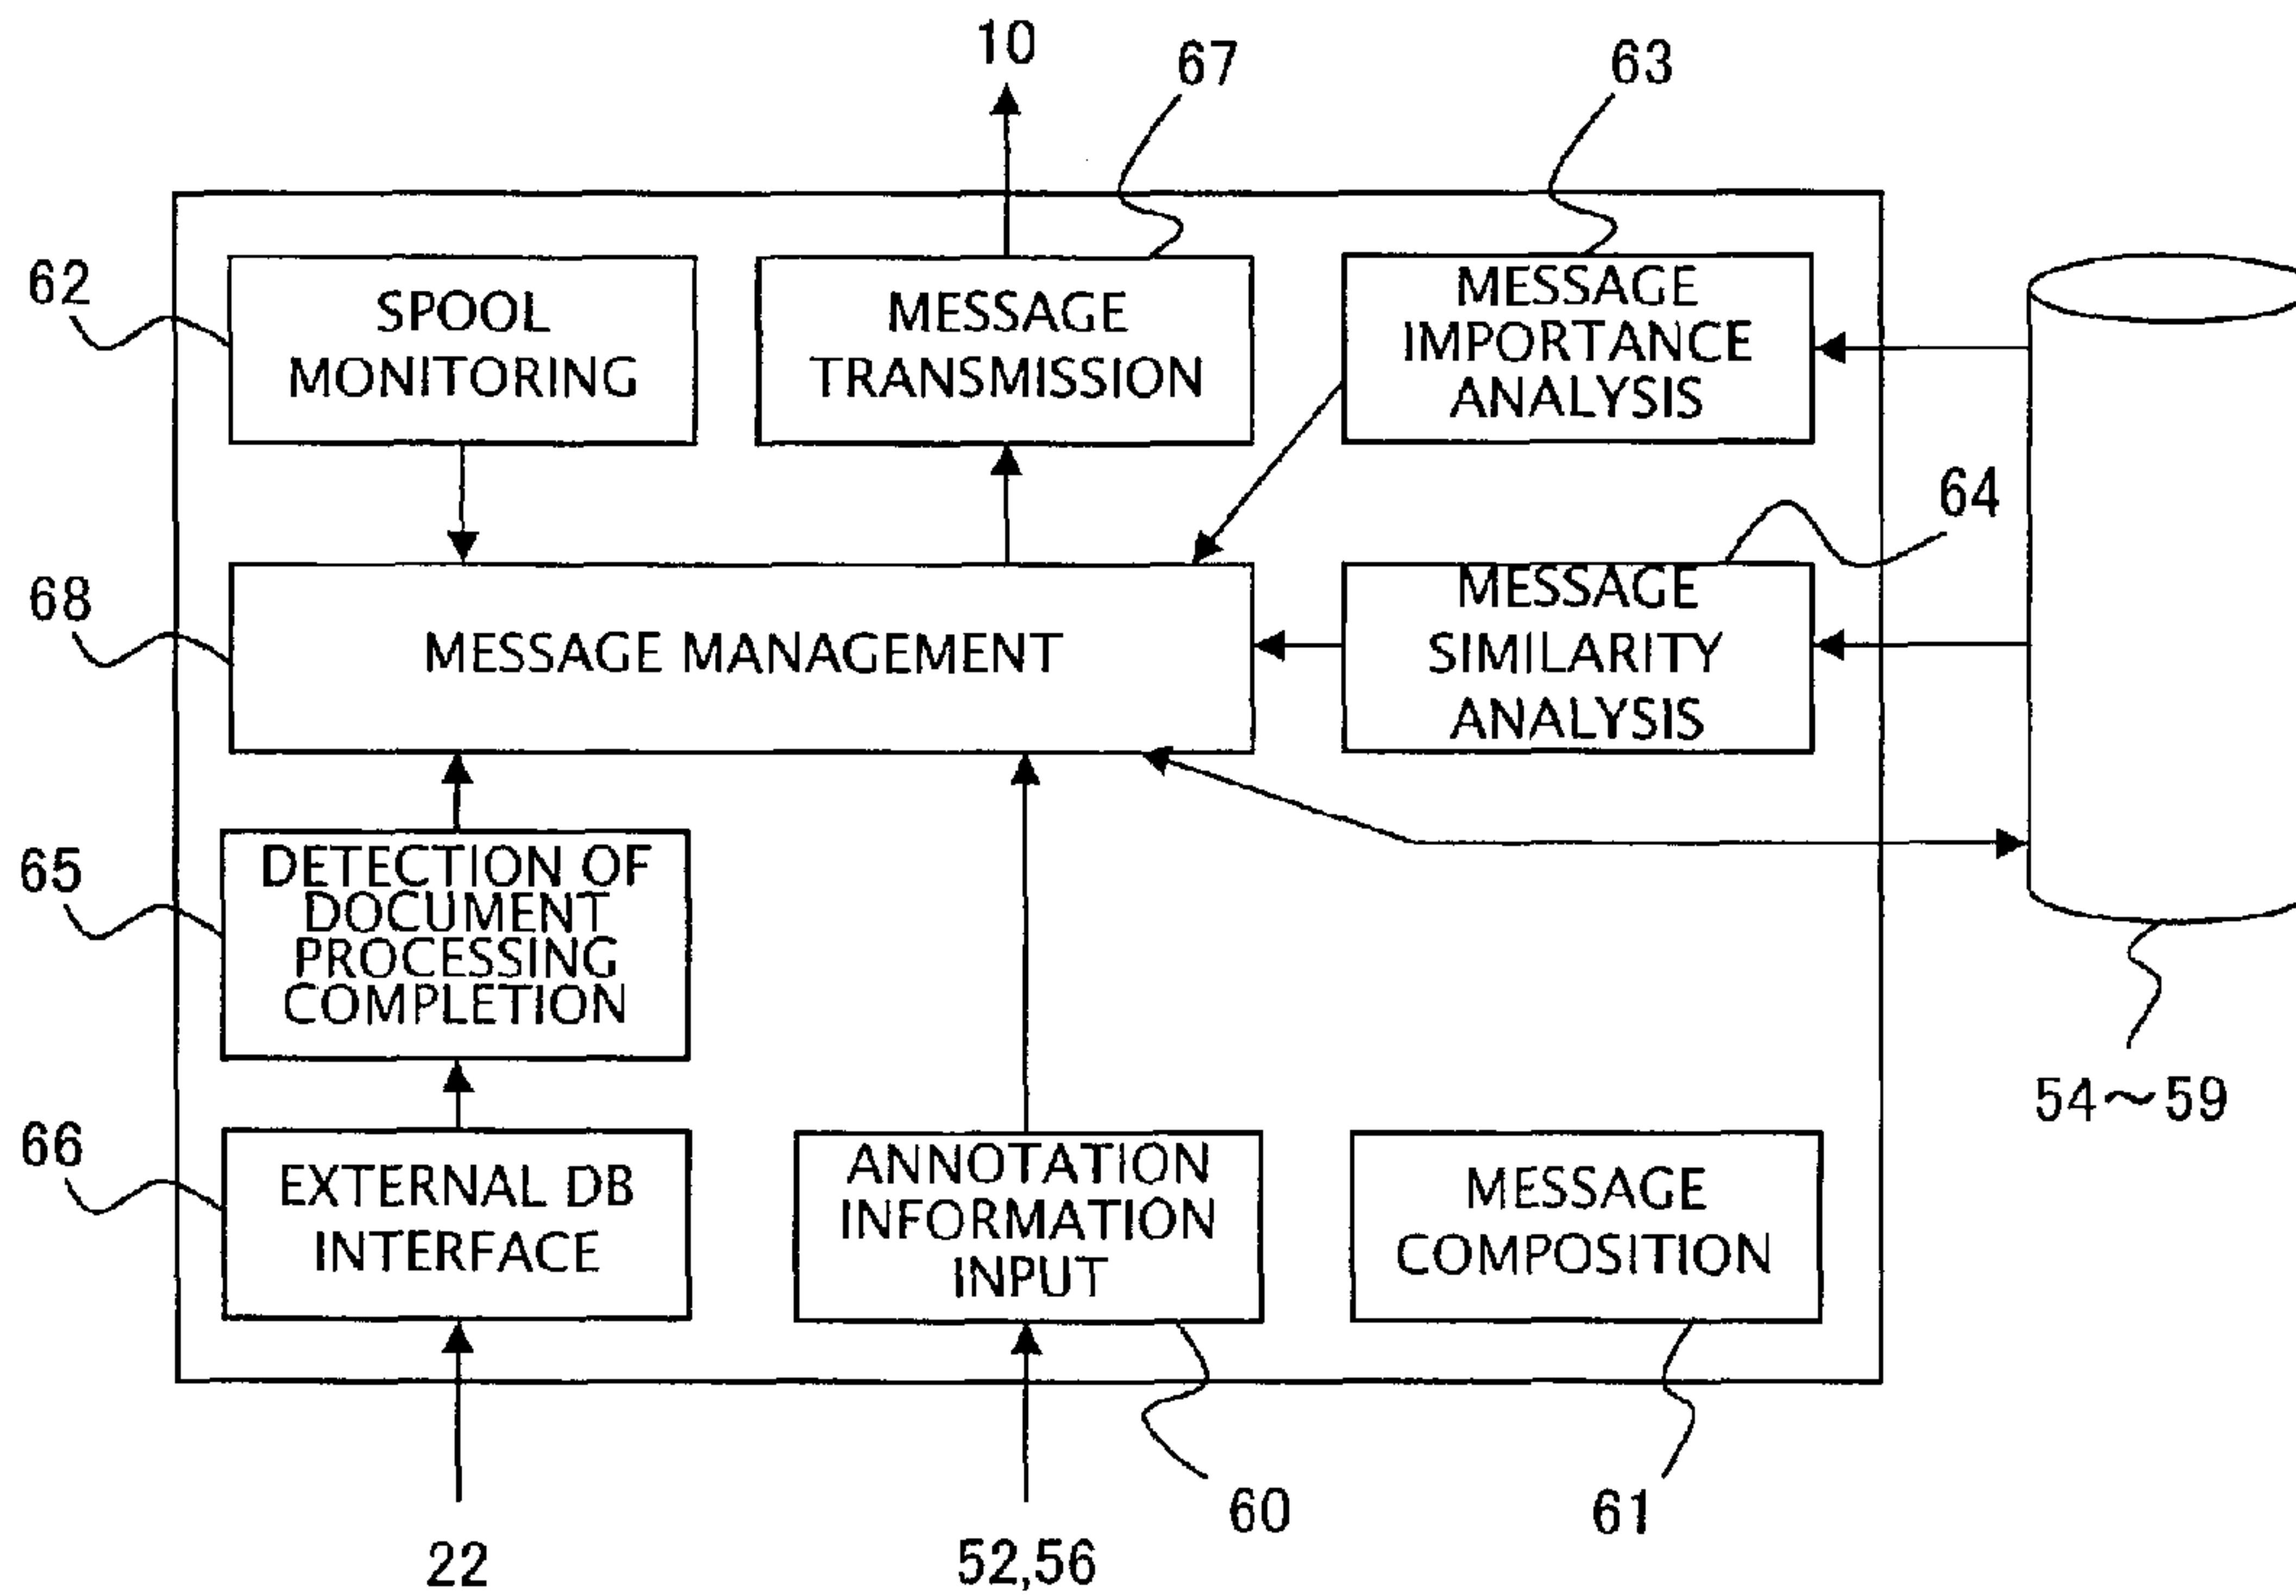 10
67
63
62
SPOOL
MONITORING
MESSAGE
TRANSMISSION
MESSAGE
IMPORTANCE
ANALYSIS
64
68
MESSAGE MANAGEMENT
MESSAGE
SIMILARITY
ANALYSIS
65
DETECTION OF
DOCUMENT
PROCESSING
COMPLETION
54～59
66
EXTERNAL DB
INTERFACE
ANNOTATION
INFORMATION
INPUT
MESSAGE
COMPOSITION
60
61
22
52,56